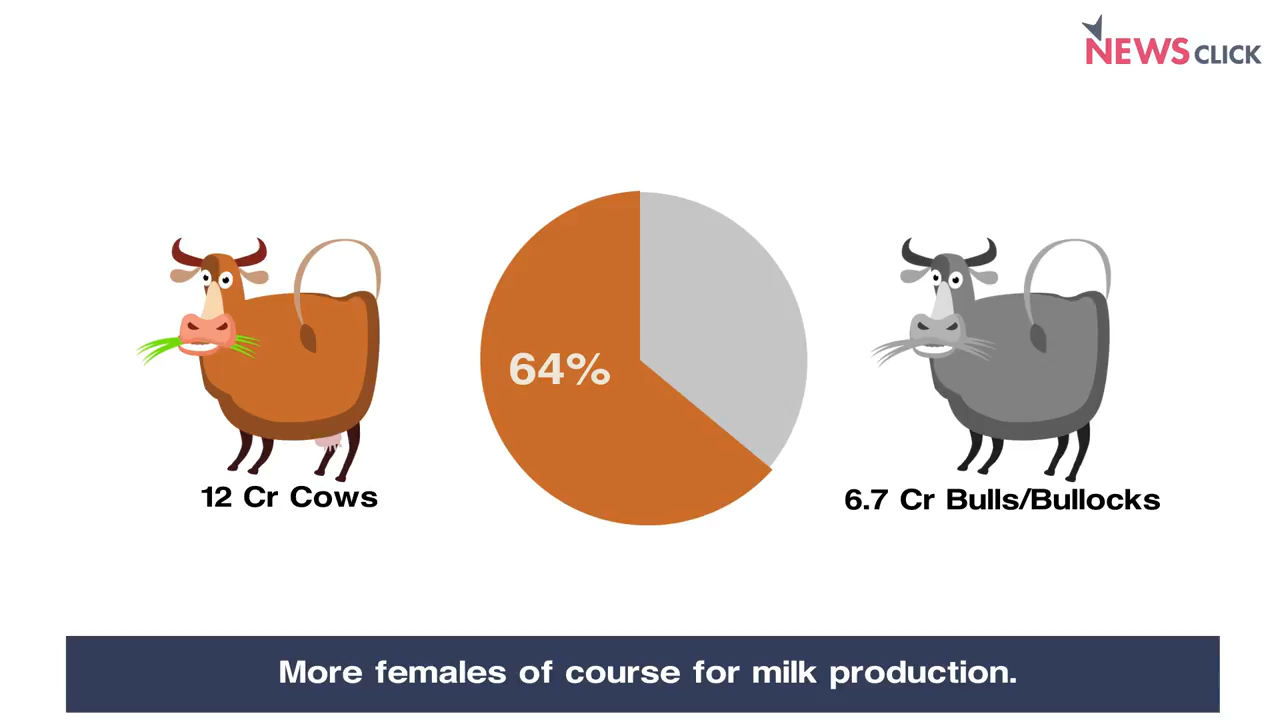 NEWSCLICK
64%
12 Cr Cows
6.7 Cr Bulls/Bullocks
More females of course for milk production.